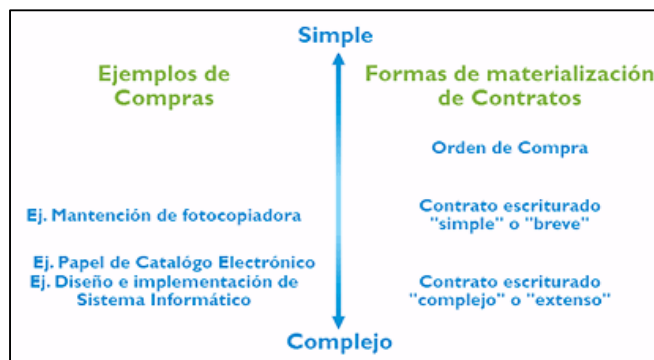 Simple
Ejemplos de
Compras
Formas de materialización
de Contratos
Orden de Compra
Ej. Mantención de fotocopiadora
Contrato escriturado
"simple" o "breve"
Ej. Papel de Catalógo Electrónico
Ej. Diseño e implementación de
Sistema Informático
Contrato escriturado
"complejo" o "extenso"
Complejo